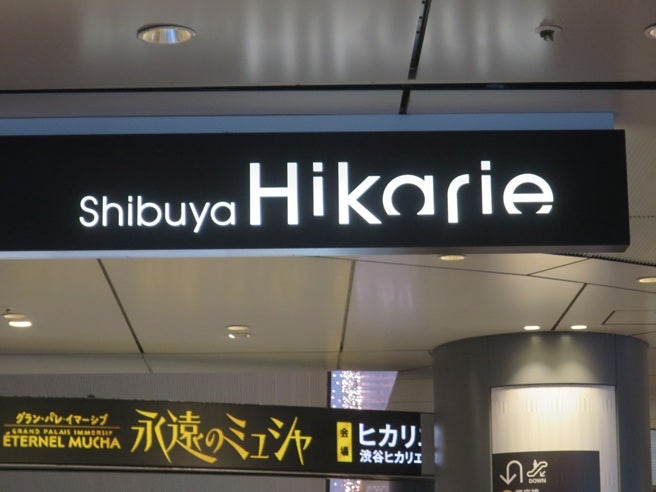 Shibuya Hikarie
グラン・パレ・イマーシブ
GRAND PALAIS IMMERSIF
ÉTERNEL MUCHA
永遠のミュシャ
会場
ヒカリ
渋谷ヒカリエ
DOWN